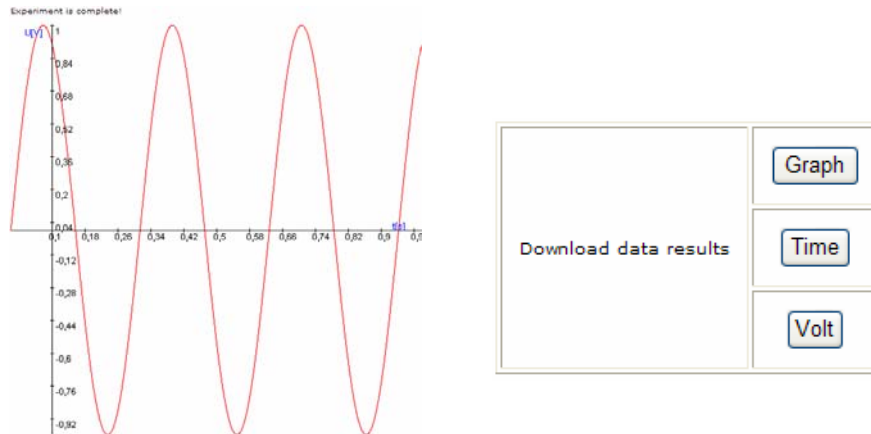 Experiment is complete!
U[V]
1
0,84
0,68
0,52
0,36
0,2
0,04
-0,12
-0,28
-0,44
-0,6
-0,76
-0,92
0,1 0,18 0,26 0,34 0,42 0,5 0,58 0,66 0,74 0,82 0,9
Download data results
Graph
Time
Volt